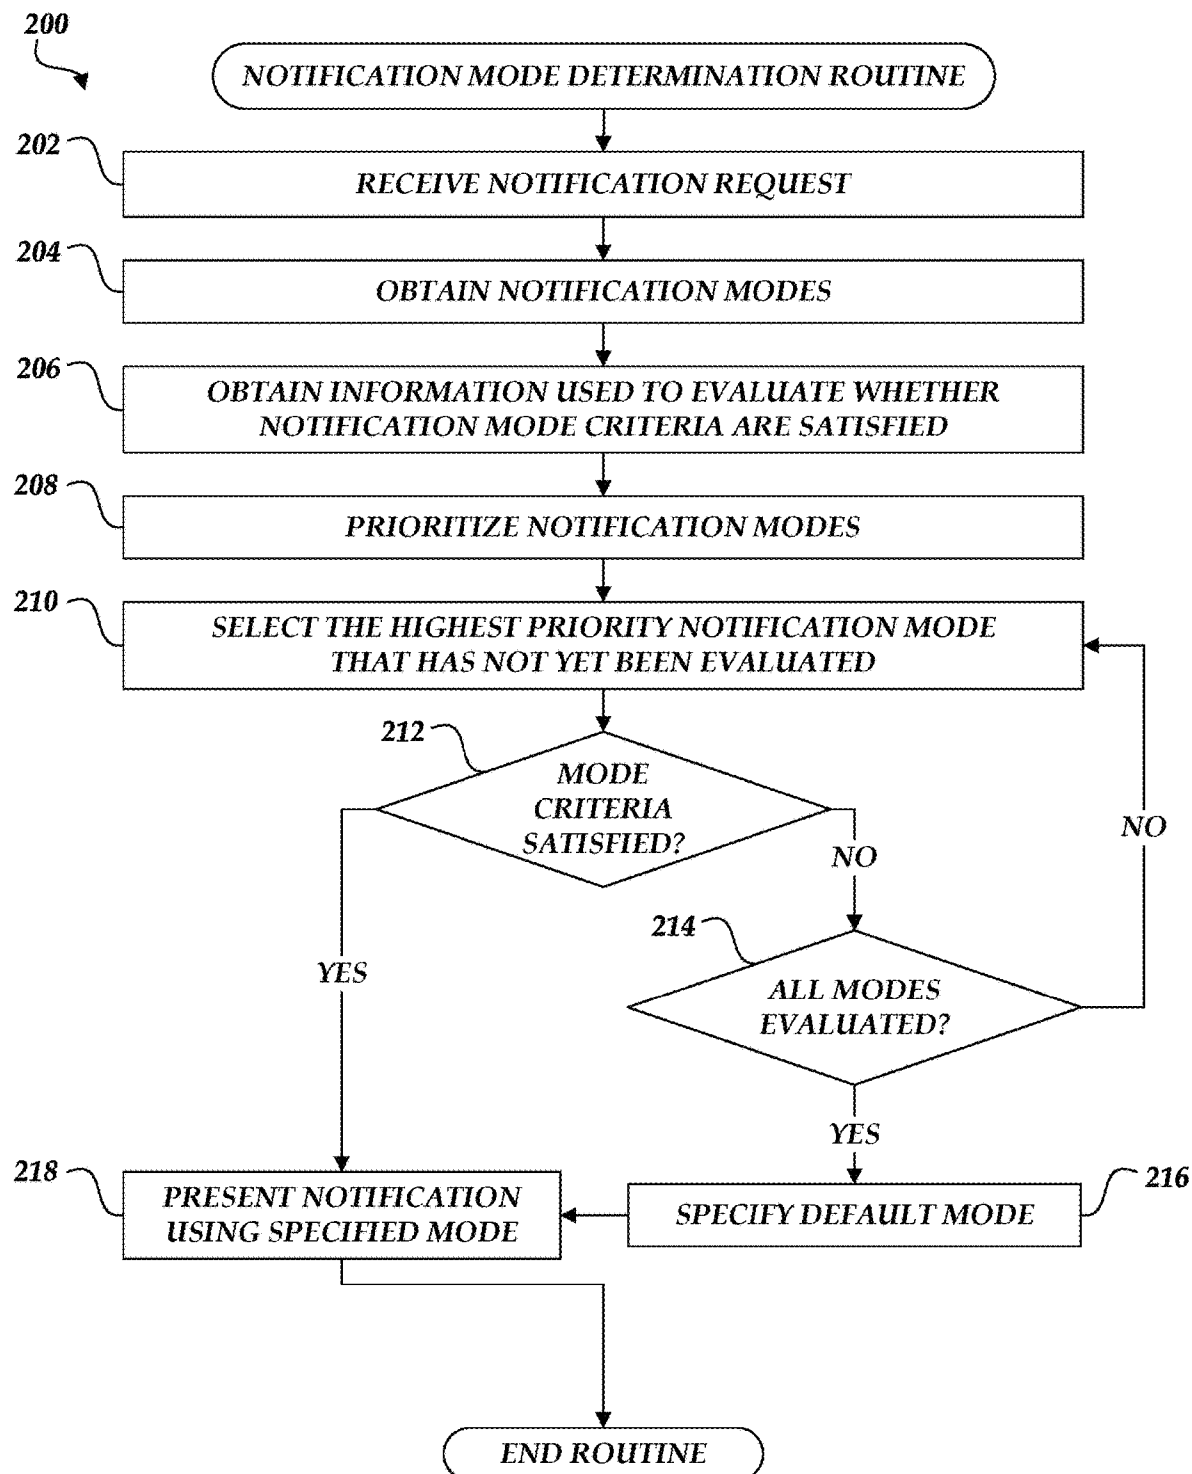 200
NOTIFICATION MODE DETERMINATION ROUTINE
202
RECEIVE NOTIFICATION REQUEST
204
OBTAIN NOTIFICATION MODES
206
OBTAIN INFORMATION USED TO EVALUATE WHETHER
NOTIFICATION MODE CRITERIA ARE SATISFIED
208
PRIORITIZE NOTIFICATION MODES
210
SELECT THE HIGHEST PRIORITY NOTIFICATION MODE
THAT HAS NOT YET BEEN EVALUATED
212
MODE
CRITERIA
SATISFIED?
NO
NO
214
YES
ALL MODES
EVALUATED?
YES
218
PRESENT NOTIFICATION
USING SPECIFIED MODE
SPECIFY DEFAULT MODE
216
END ROUTINE